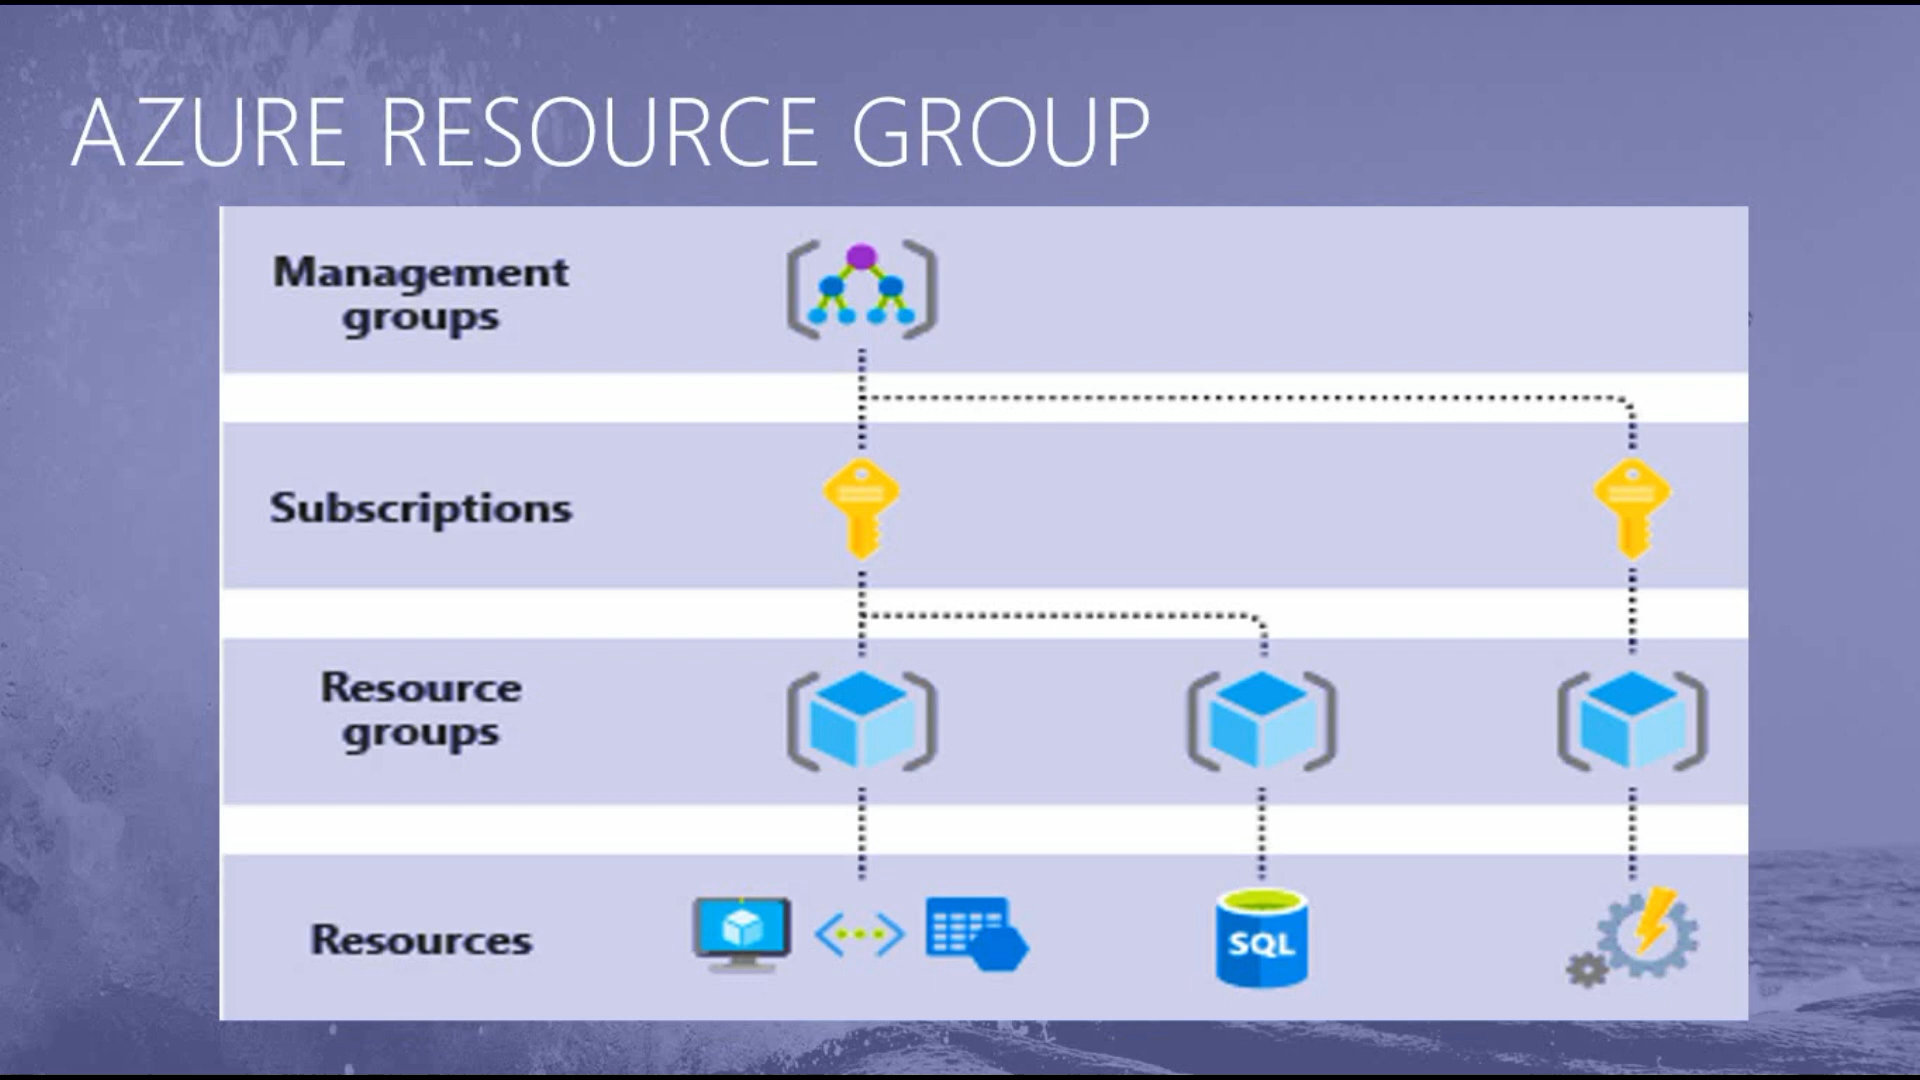 AZURE RESOURCE GROUP
Management
groups
Subscriptions
Resource
groups
Resources
SQL